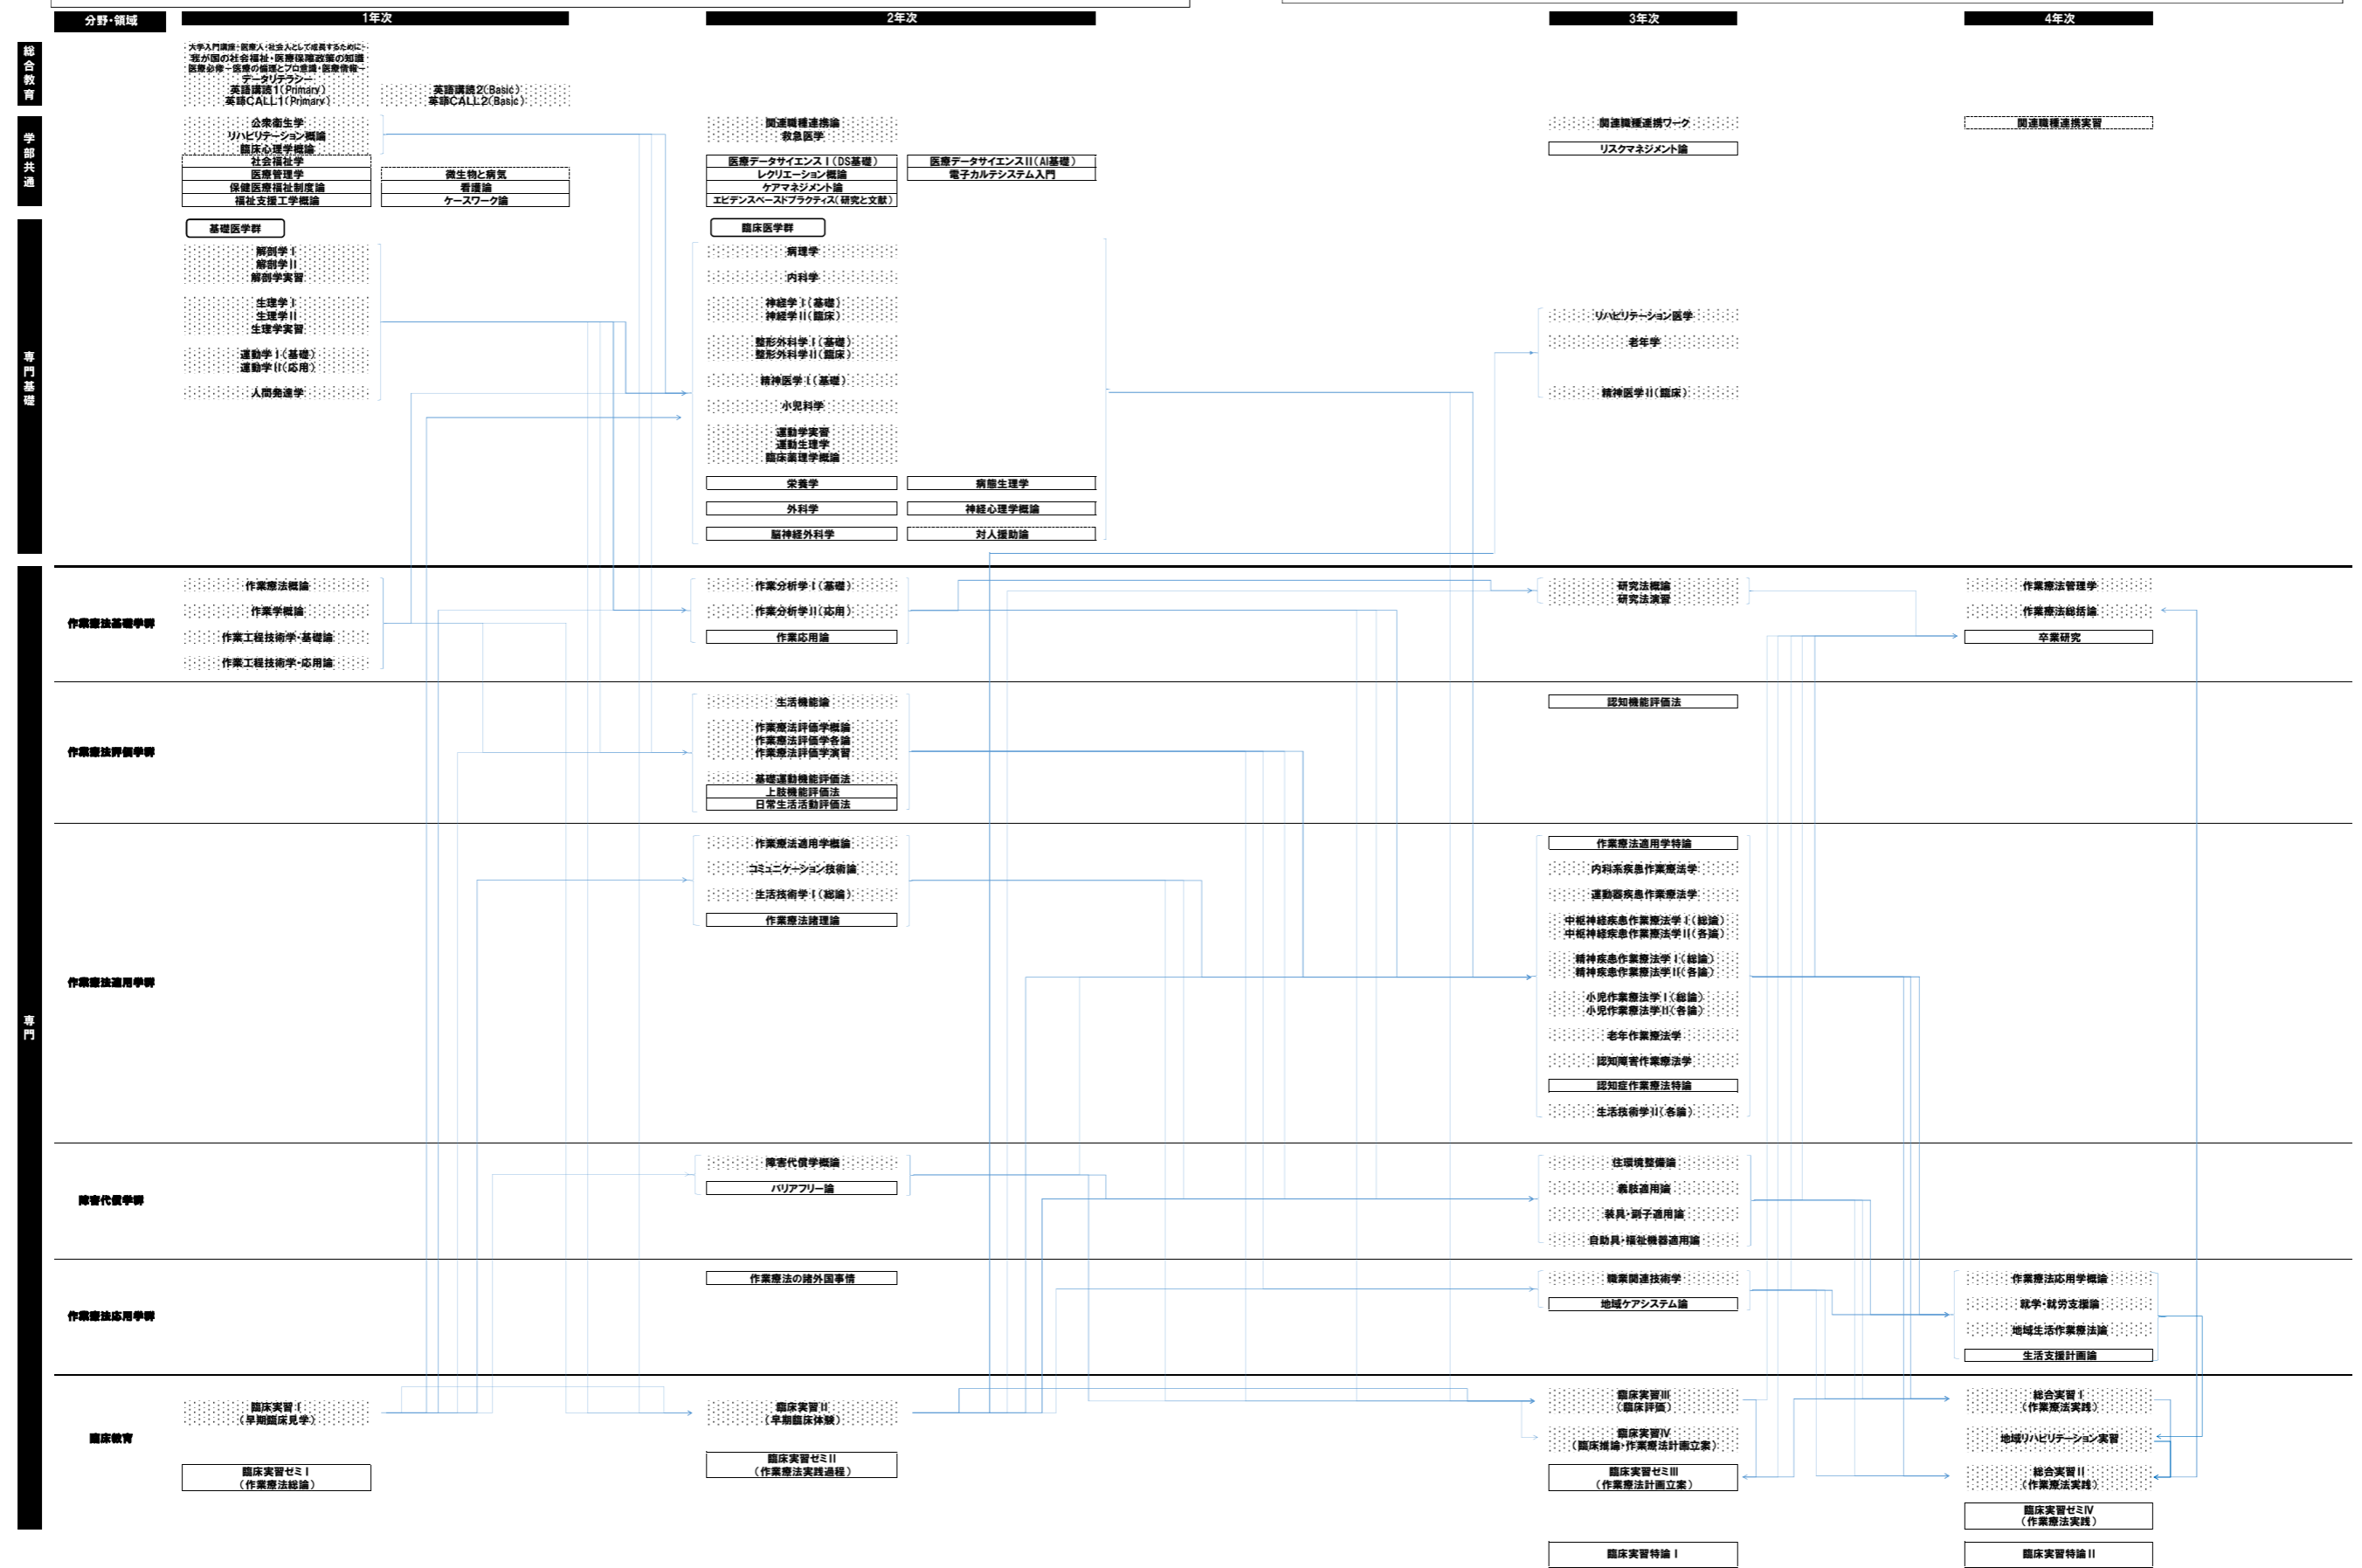 分野・領域
1年次
2年次
3年次
4年次
総合教育
大学入門講座-医療人・社会人として成長するために-
我が国の社会福祉・医療保障政策の知識
医療必修-医療の倫理とプロ意識・医療情報-
データリテラシー
英語講読1(Primary)
英語CALL1(Primary)
英語講読2(Basic)
英語CALL2(Basic)
学部共通
公衆衛生学
リハビリテーション概論
臨床心理学概論
社会福祉学
医療管理学
保健医療福祉制度論
福祉支援工学概論
微生物と病気
看護論
ケースワーク論
関連職種連携論
救急医学
医療データサイエンスⅠ(DS基礎)
レクリエーション概論
ケアマネジメント論
エビデンスベースドプラクティス(研究と文献)
医療データサイエンスII(AI基礎)
電子カルテシステム入門
関連職種連携ワーク
リスクマネジメント論
関連職種連携実習
専門基礎
基礎医学群
解剖学Ⅰ
解剖学II
解剖学実習
生理学Ⅰ
生理学II
生理学実習
運動学Ⅰ(基礎)
運動学II(応用)
人間発達学
臨床医学群
病理学
内科学
神経学Ⅰ(基礎)
神経学II(臨床)
整形外科学Ⅰ(基礎)
整形外科学II(臨床)
精神医学Ⅰ(基礎)
小児科学
運動学実習
運動生理学
臨床薬理学概論
栄養学
外科学
脳神経外科学
病態生理学
神経心理学概論
対人援助論
リハビリテーション医学
老年学
精神医学II(臨床)
専門
作業療法基礎学群
作業療法概論
作業学概論
作業工程技術学・基礎論
作業工程技術学・応用論
作業分析学Ⅰ(基礎)
作業分析学II(応用)
作業応用論
研究法概論
研究法演習
作業療法管理学
作業療法総括論
卒業研究
作業療法評価学群
生活機能論
作業療法評価学概論
作業療法評価学各論
作業療法評価学演習
基礎運動機能評価法
上肢機能評価法
日常生活活動評価法
認知機能評価法
作業療法適用学群
作業療法適用学概論
コミュニケーション技術論
生活技術学Ⅰ(総論)
作業療法諸理論
作業療法適用学特論
内科系疾患作業療法学
運動器疾患作業療法学
中枢神経疾患作業療法学Ⅰ(総論)
中枢神経疾患作業療法学II(各論)
精神疾患作業療法学Ⅰ(総論)
精神疾患作業療法学II(各論)
小児作業療法学Ⅰ(総論)
小児作業療法学II(各論)
老年作業療法学
認知障害作業療法学
認知症作業療法特論
生活技術学II(各論)
障害代償学群
障害代償学概論
バリアフリー論
住環境整備論
義肢適用論
装具・副子適用論
自助具・福祉機器適用論
作業療法応用学群
作業療法の諸外国事情
職業関連技術学
地域ケアシステム論
作業療法応用学概論
就学・就労支援論
地域生活作業療法論
生活支援計画論
臨床教育
臨床実習Ⅰ
(早期臨床見学)
臨床実習ゼミⅠ
(作業療法総論)
臨床実習II
(早期臨床体験)
臨床実習ゼミII
(作業療法実践過程)
臨床実習III
(臨床評価)
臨床実習IV
(臨床推論・作業療法計画立案)
臨床実習ゼミIII
(作業療法計画立案)
臨床実習特論Ⅰ
総合実習Ⅰ
(作業療法実践)
地域リハビリテーション実習
総合実習II
(作業療法実践)
臨床実習ゼミIV
(作業療法実践)
臨床実習特論II